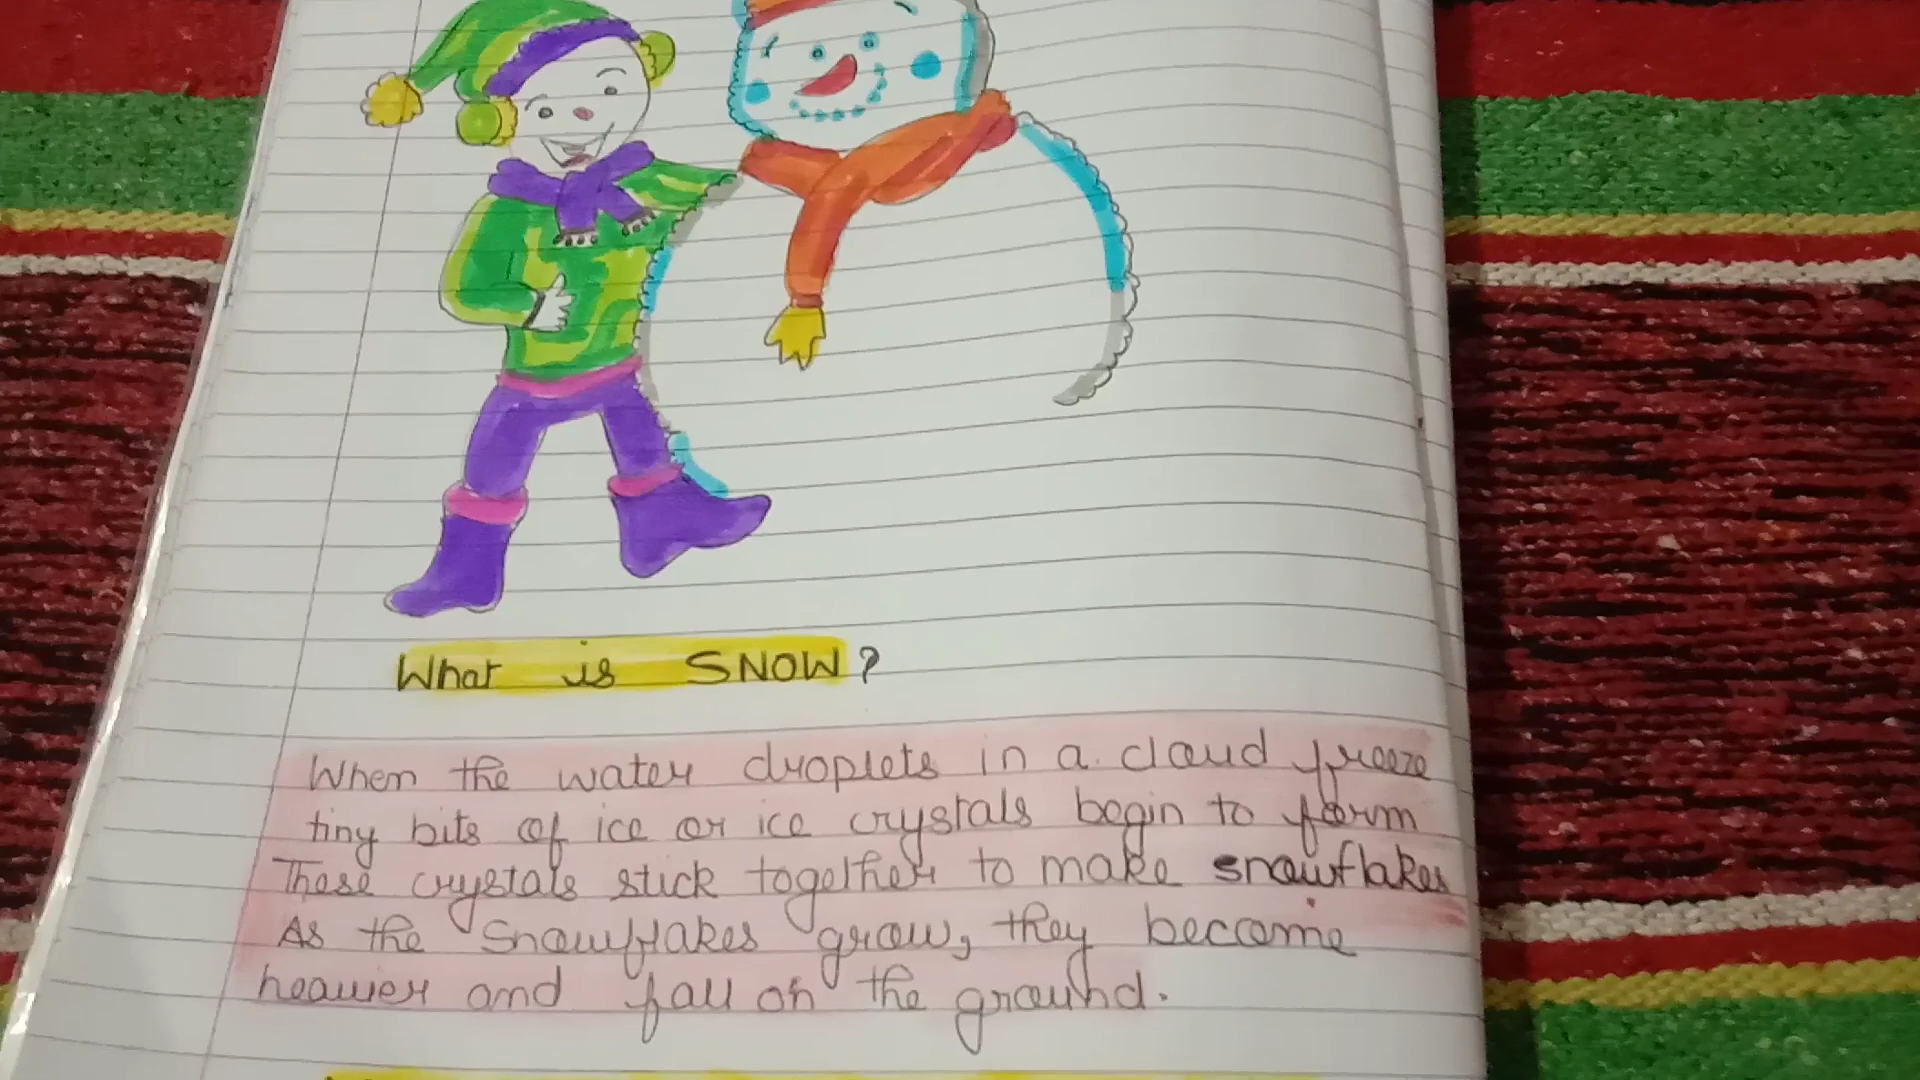 What is SNOW?
When the water droplets in a cloud freeze
tiny bits of ice or ice crystals begin to form
These crystals stick together to make snowflakes
As the snowflakes grow, they become
heavier and fall on the ground.